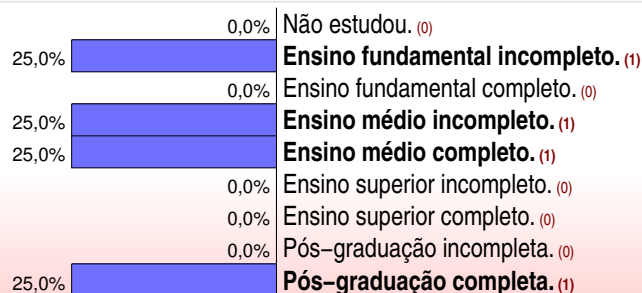 0,0% Não estudou. (0)
25,0% Ensino fundamental incompleto. (1)
0,0% Ensino fundamental completo. (0)
25,0% Ensino médio incompleto. (1)
25,0% Ensino médio completo. (1)
0,0% Ensino superior incompleto. (0)
0,0% Ensino superior completo. (0)
0,0% Pós−graduação incompleta. (0)
25,0% Pós−graduação completa. (1)